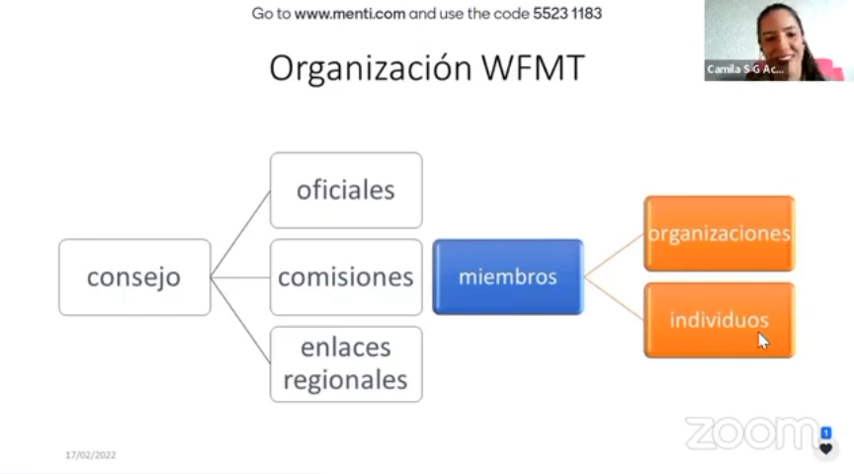 Go to www.menti.com and use the code 5523 1183
Organización WFMT
Camila S G Ac...
oficiales
consejo
comisiones
enlaces
regionales
miembros
organizaciones
individuos
zoom
1
17/02/2022